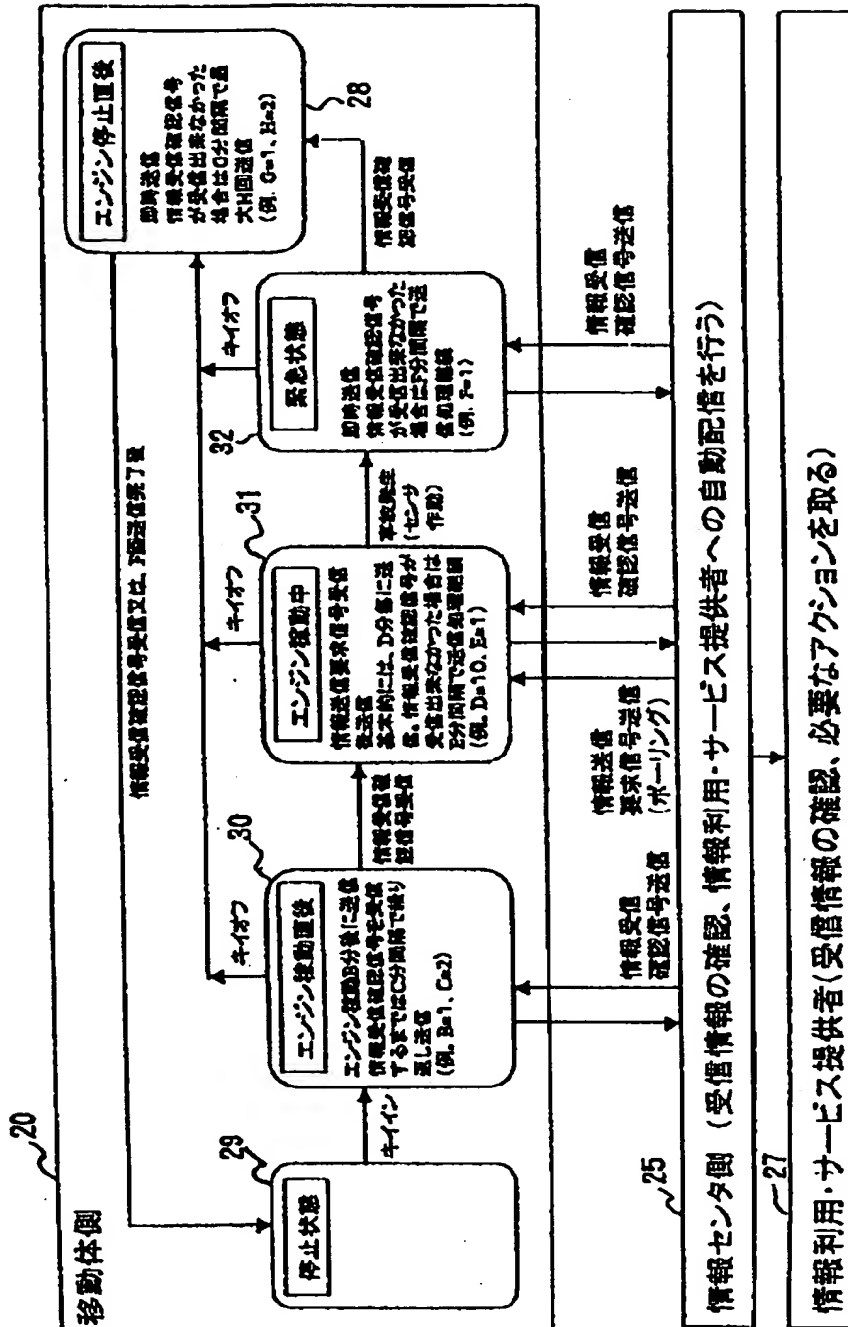 20
移動体側
29
停止状態
キイイン
30
エンジン稼動直後
エンジン稼動B分後に送信
情報受信確認信号を受信
するまではC分間隔で繰り
返し送信
(例. B=1、C=2)
キイオフ
情報受信確
認信号受信
31
エンジン稼動中
情報送信要求信号受信
後送信
基本的には、D分毎に送
信。情報受信確認信号が
受信出来なかった場合は
E分間隔で送信処理継続
(例. D=10、E=1)
キイオフ
事故発生
(センサ
作動)
32
緊急状態
即時送信
情報受信確認信号
が受信出来なかった
場合にはF分間隔で送
信処理継続
(例. F=1)
キイオフ
情報受信確
認信号受信
28
エンジン停止直後
即時送信
情報受信確認信号
が受信出来なかった
場合はG分間隔で最
大H回送信
(例. G=1、H=2)
情報受信確認信号受信又は、F回送信完了後
情報受信
確認信号送信
情報送信
要求信号送信
(ポーリング)
情報受信
確認信号送信
情報受信
確認信号送信
25
情報センタ側 (受信情報の確認、情報利用・サービス提供者への自動配信を行う)
27
情報利用・サービス提供者(受信情報の確認、必要なアクションを取る)